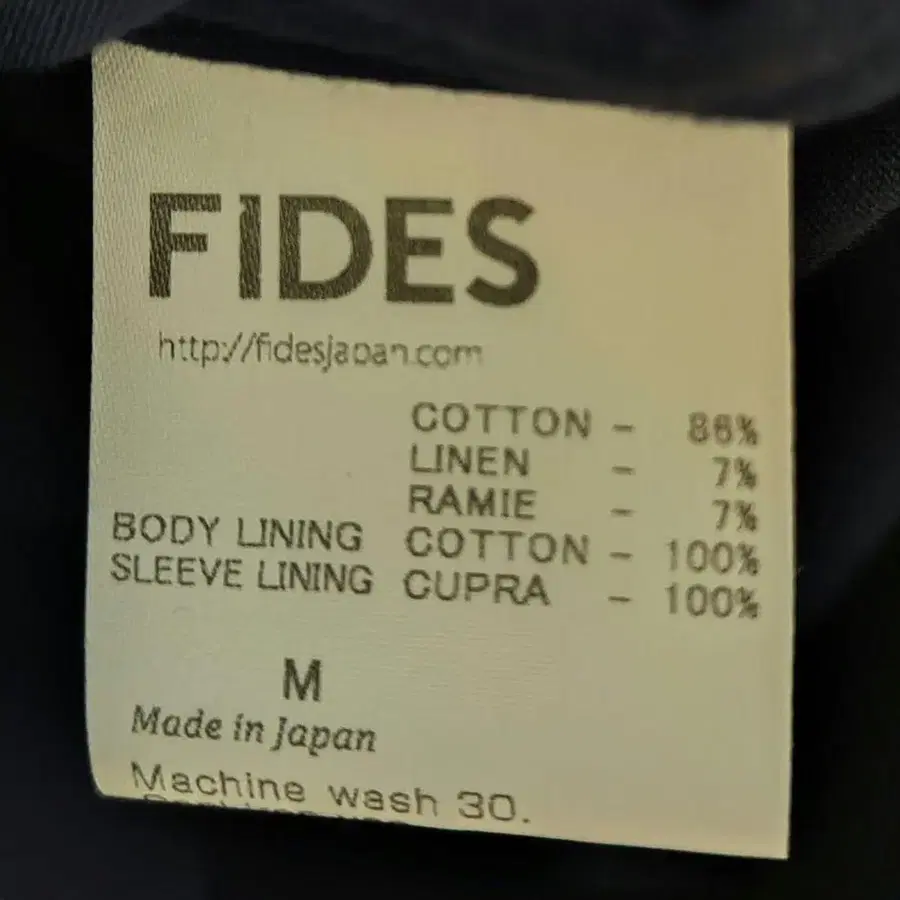 FIDES
http://fidesjapan.com
COTTON - 86%
LINEN - 7%
RAMIE - 7%
BODY LINING COTTON - 100%
SLEEVE LINING CUPRA - 100%
M
Made in Japan
Machine wash 30.